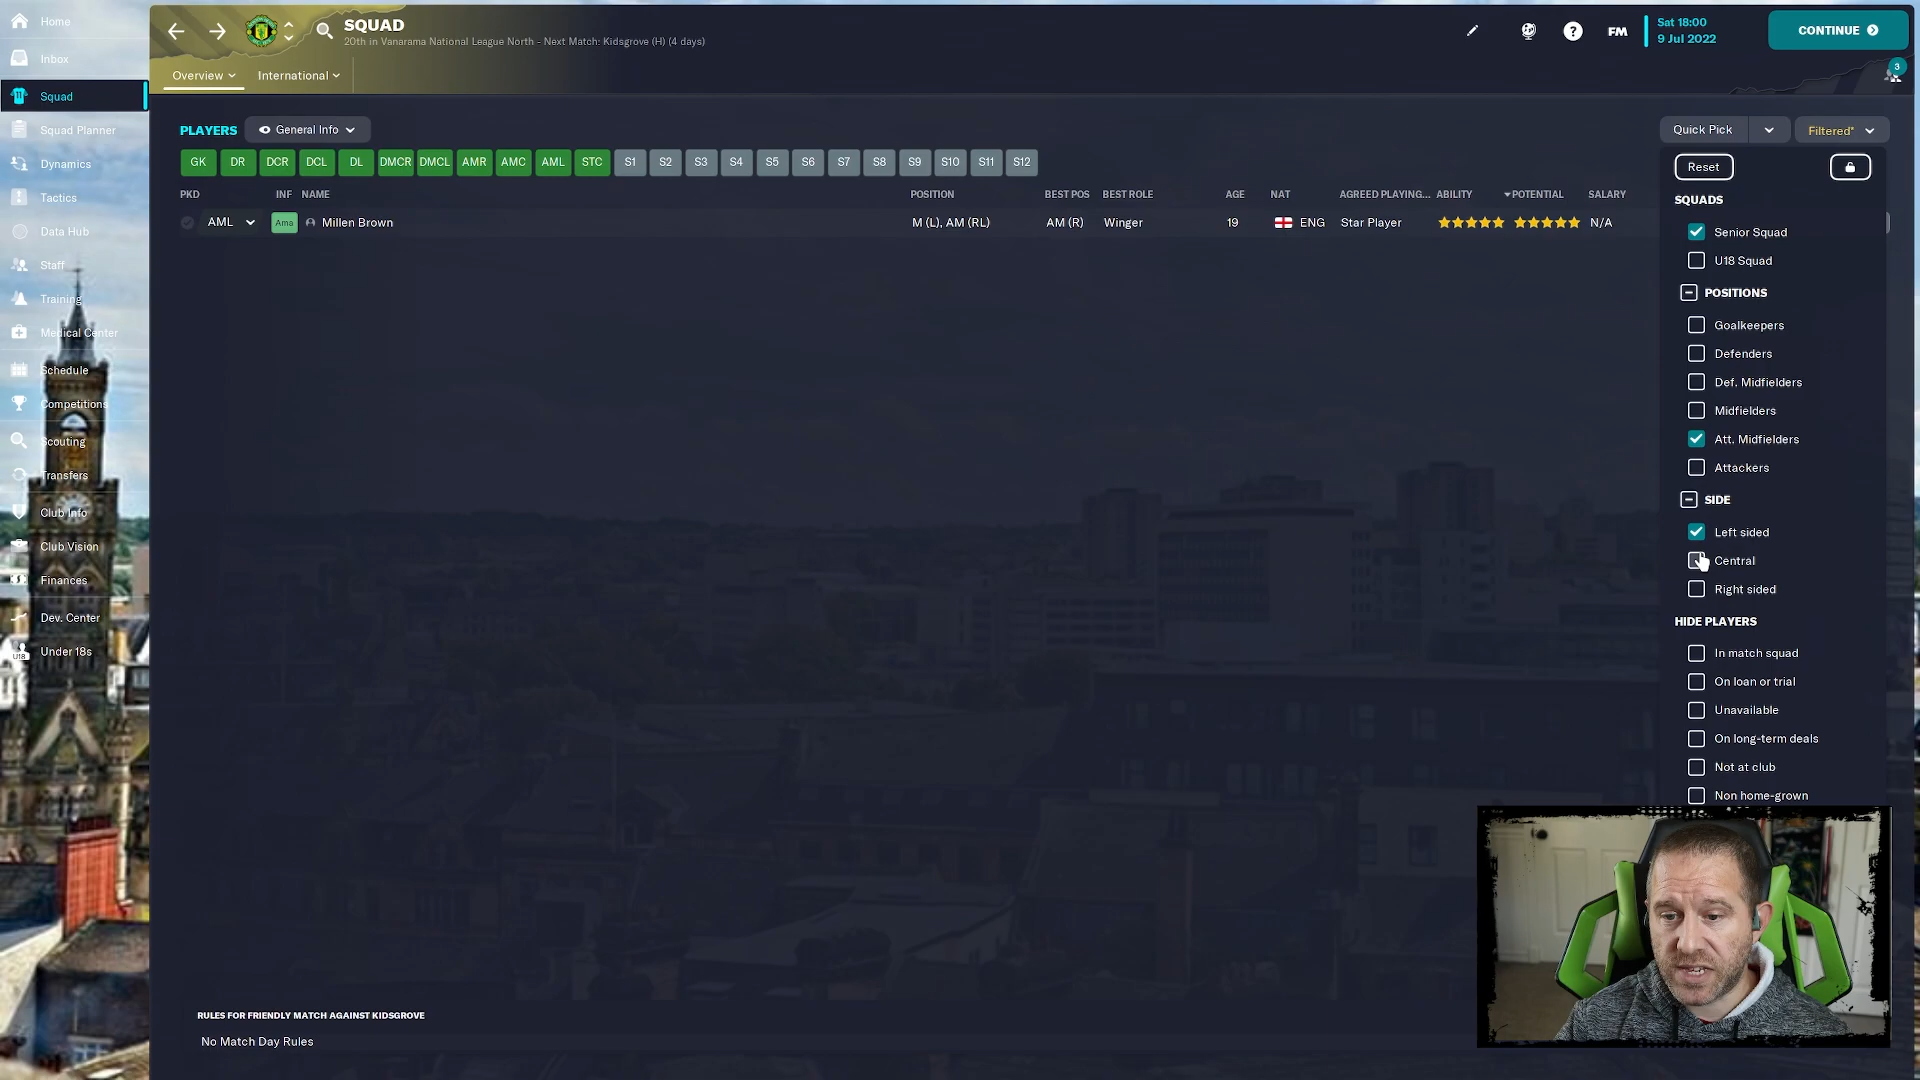 Home
Inbox
Squad
Squad Planner
Dynamics
Tactics
Data Hub
Staff
Training
Medical Center
Schedule
Competitions
Scouting
Transfers
Club Info
Club Vision
Finances
Dev. Center
U18 Under 18s
SQUAD
20th in Vanarama National League North - Next Match: Kidsgrove (H) (4 days)
Overview International
? FM Sat 18:00
9 Jul 2022
CONTINUE
3
PLAYERS General Info
GK DR DCR DCL DL DMCR DMCL AMR AMC AML STC S1 S2 S3 S4 S5 S6 S7 S8 S9 S10 S11 S12
PKD INF NAME POSITION BEST POS BEST ROLE AGE NAT AGREED PLAYING... ABILITY POTENTIAL SALARY
AML Ama Millen Brown M (L), AM (RL) AM (R) Winger 19 ENG Star Player N/A
Quick Pick Filtered*
Reset
SQUADS
Senior Squad
U18 Squad
POSITIONS
Goalkeepers
Defenders
Def. Midfielders
Midfielders
Att. Midfielders
Attackers
SIDE
Left sided
Central
Right sided
HIDE PLAYERS
In match squad
On loan or trial
Unavailable
On long-term deals
Not at club
Non home-grown
RULES FOR FRIENDLY MATCH AGAINST KIDSGROVE
No Match Day Rules